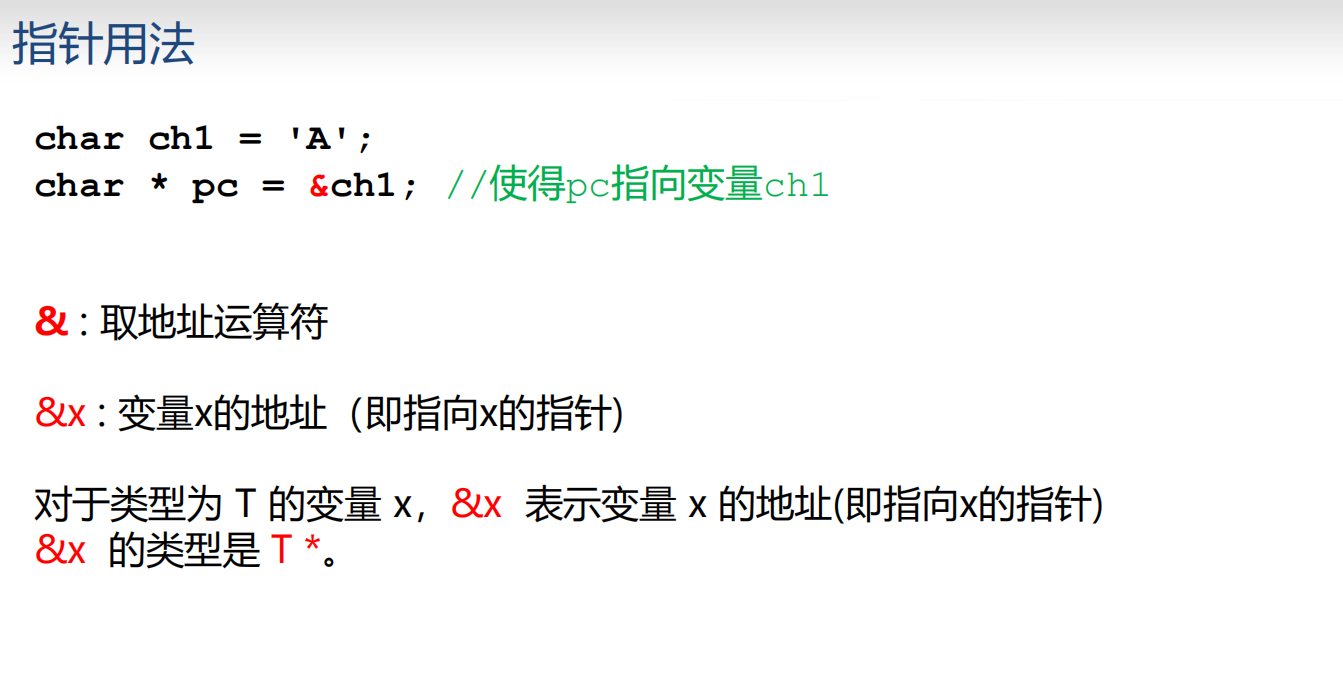 指针用法
char ch1 = 'A';
char * pc = &ch1; //使得pc指向变量ch1
& : 取地址运算符
&x : 变量x的地址（即指向x的指针)
对于类型为 T 的变量 x，&x 表示变量 x 的地址(即指向x的指针)
&x 的类型是 T *。